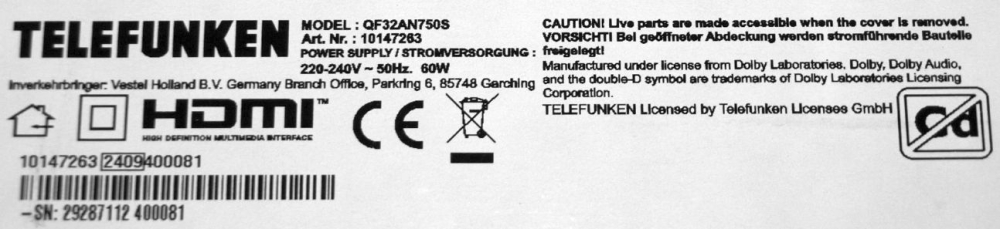 TELEFUNKEN
MODEL : QF32AN750S
Art. Nr. : 10147263
POWER SUPPLY / STROMVERSORGUNG :
220-240V ~ 50Hz. 60W
Inverkehrbringer: Vestel Holland B.V. Germany Branch Office, Parkring 6, 85748 Garching
HDMI™
HIGH DEFINITION MULTIMEDIA INTERFACE
CE
10147263 2409400081
-SN: 29287112 400081
CAUTION! Live parts are made accessible when the cover is removed.
VORSICHT! Bei geöffneter Abdeckung werden stromführende Bauteile
freigelegt!
Manufactured under license from Dolby Laboratories. Dolby, Dolby Audio,
and the double-D symbol are trademarks of Dolby Laboratories Licensing
Corporation.
TELEFUNKEN Licensed by Telefunken Licenses GmbH
Cd